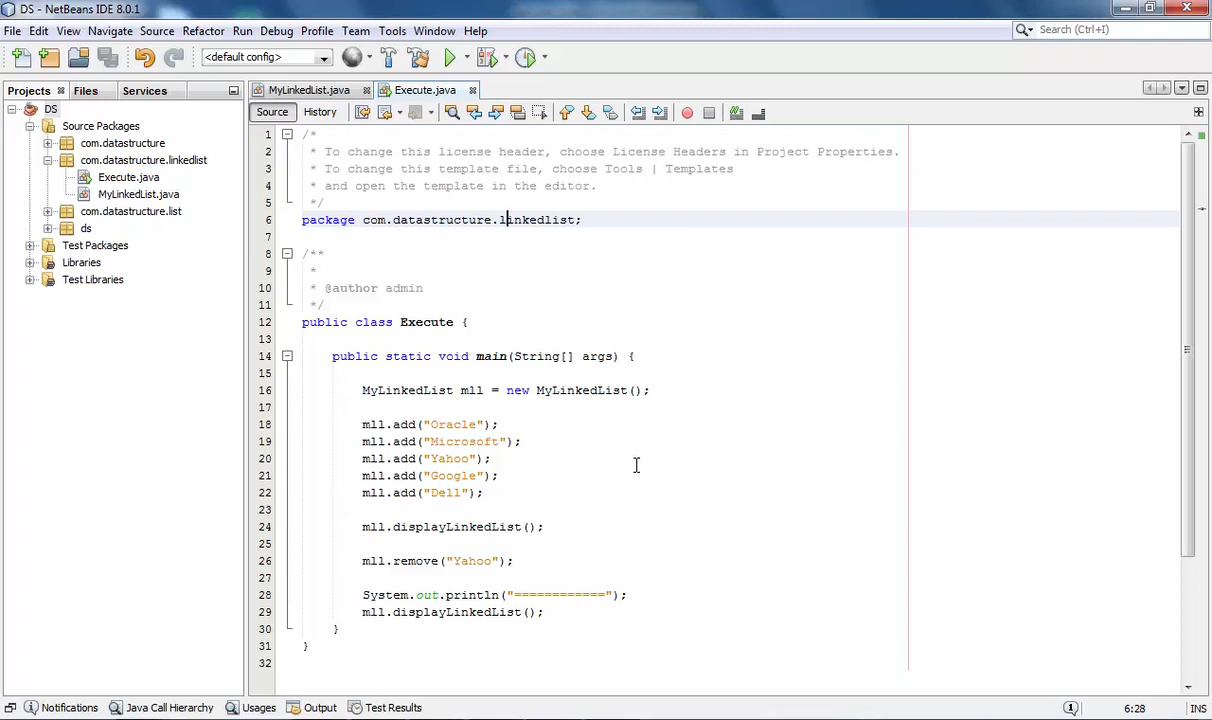 DS - NetBeans IDE 8.0.1
File Edit View Navigate Source Refactor Run Debug Profile Team Tools Window Help
Search (Ctrl+I)
<default config>
Projects Files Services
MyLinkedList.java Execute.java
Source History
DS
Source Packages
com.datastructure
com.datastructure.linkedlist
Execute.java
MyLinkedList.java
com.datastructure.list
ds
Test Packages
Libraries
Test Libraries
1 /*
2 * To change this license header, choose License Headers in Project Properties.
3 * To change this template file, choose Tools | Templates
4 * and open the template in the editor.
5 */
6 package com.datastructure.linkedlist;
7
8 /**
9 *
10 * @author admin
11 */
12 public class Execute {
13
14 public static void main(String[] args) {
15
16 MyLinkedList mll = new MyLinkedList();
17
18 mll.add("Oracle");
19 mll.add("Microsoft");
20 mll.add("Yahoo");
21 mll.add("Google");
22 mll.add("Dell");
23
24 mll.displayLinkedList();
25
26 mll.remove("Yahoo");
27
28 System.out.println("============");
29 mll.displayLinkedList();
30 }
31 }
32
Notifications Java Call Hierarchy Usages Output Test Results
1 6:28 INS